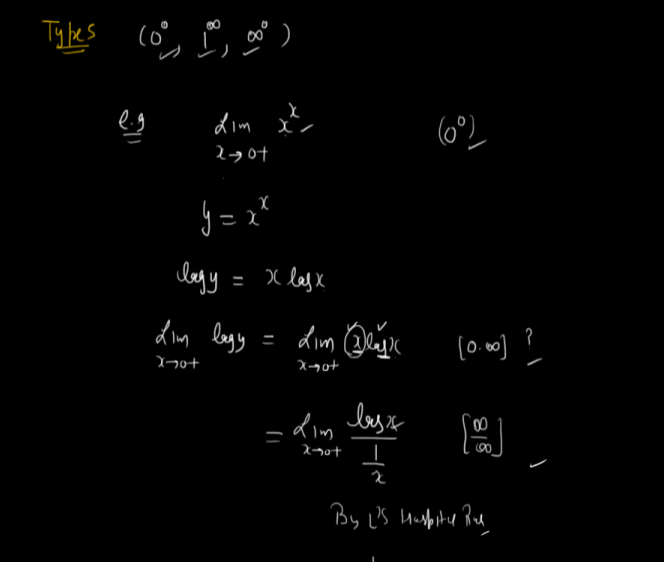 Types (0⁰, 1^∞, ∞⁰)
e.g Lim x→0+ x^x (0⁰)
y = x^x
log y = x log x
Lim x→0+ log y = Lim x→0+ x log x [0.∞] ?
= Lim x→0+ log x / (1/x) [∞/∞]
By L's Hospital